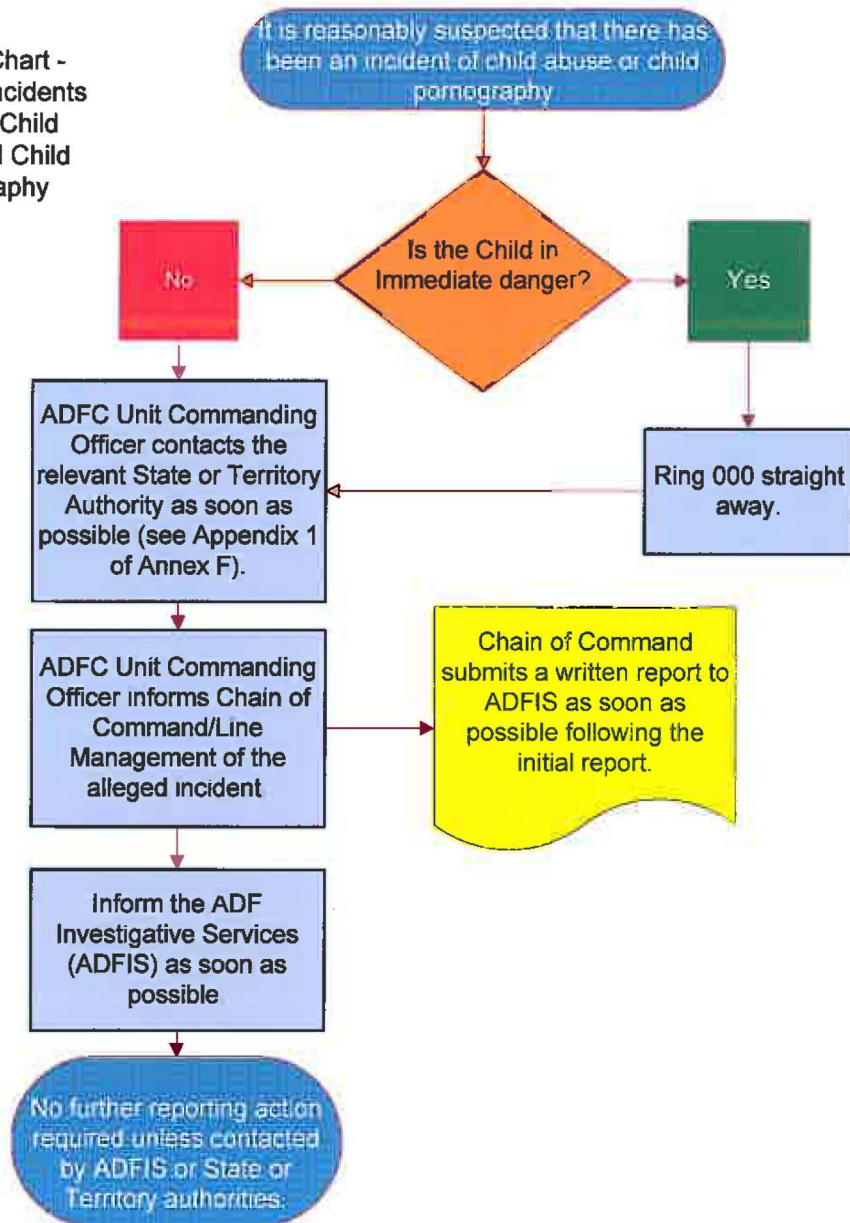 Chart -
ncidents
Child
Child
aphy
It is reasonably suspected that there has
been an incident of child abuse or child
pornography
Is the Child in
Immediate danger?
No
Yes
ADFC Unit Commanding
Officer contacts the
relevant State or Territory
Authority as soon as
possible (see Appendix 1
of Annex F).
Ring 000 straight
away.
ADFC Unit Commanding
Officer informs Chain of
Command/Line
Management of the
alleged incident
Chain of Command
submits a written report to
ADFIS as soon as
possible following the
initial report.
Inform the ADF
Investigative Services
(ADFIS) as soon as
possible
No further reporting action
required unless contacted
by ADFIS or State or
Territory authorities.